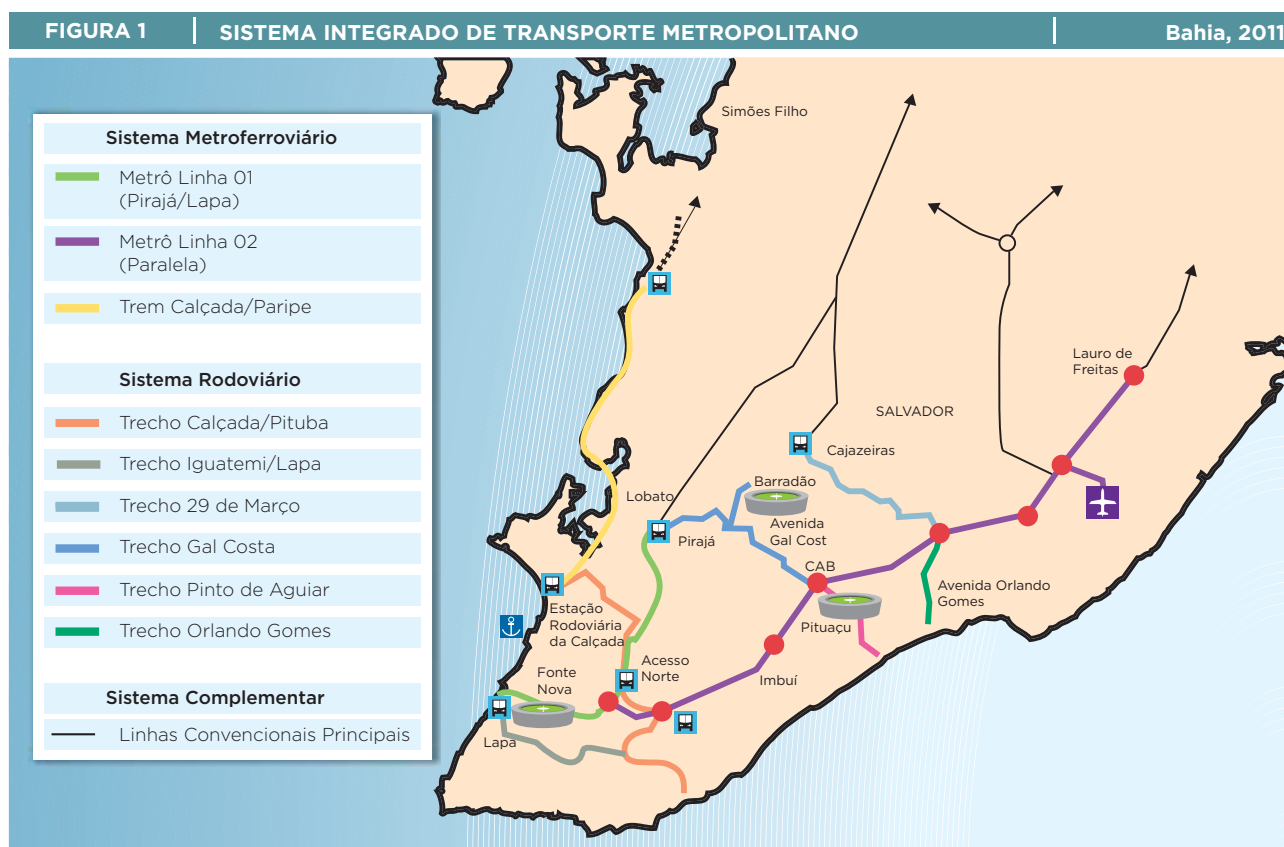 FIGURA 1
SISTEMA INTEGRADO DE TRANSPORTE METROPOLITANO
Bahia, 2011
Sistema Metroferroviário
Metrô Linha 01
(Pirajá/Lapa)
Metrô Linha 02
(Paralela)
Trem Calçada/Paripe
Sistema Rodoviário
Trecho Calçada/Pituba
Trecho Iguatemi/Lapa
Trecho 29 de Março
Trecho Gal Costa
Trecho Pinto de Aguiar
Trecho Orlando Gomes
Sistema Complementar
Linhas Convencionais Principais
Simões Filho
Lauro de
Freitas
SALVADOR
Cajazeiras
Barradão
Lobato
Avenida
Gal Cost
Pirajá
CAB
Avenida Orlando
Gomes
Estação
Rodoviária
da Calçada
Pituaçu
Acesso
Norte
Fonte
Nova
Imbuí
Lapa